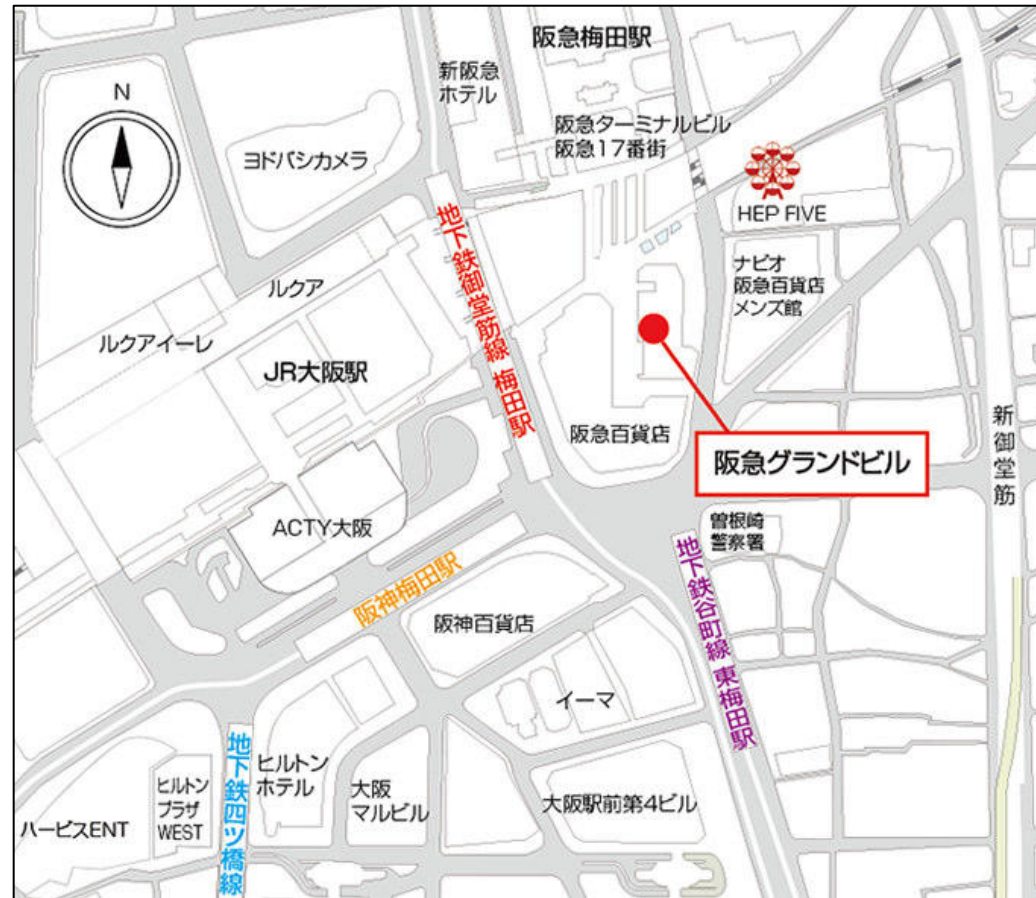 阪急梅田駅
新阪急
ホテル
N
阪急ターミナルビル
阪急17番街
ヨドバシカメラ
HEP FIVE
地下鉄御堂筋線 梅田駅
ナビオ
阪急百貨店
メンズ館
ルクア
ルクアイーレ
JR大阪駅
阪急百貨店
阪急グランドビル
新御堂筋
ACTY大阪
曽根崎
警察署
地下鉄谷町線 東梅田駅
阪神梅田駅
阪神百貨店
イーマ
地下鉄四ツ橋線
ヒルトン
ホテル
ヒルトン
プラザ
WEST
大阪
マルビル
大阪駅前第4ビル
ハービスENT